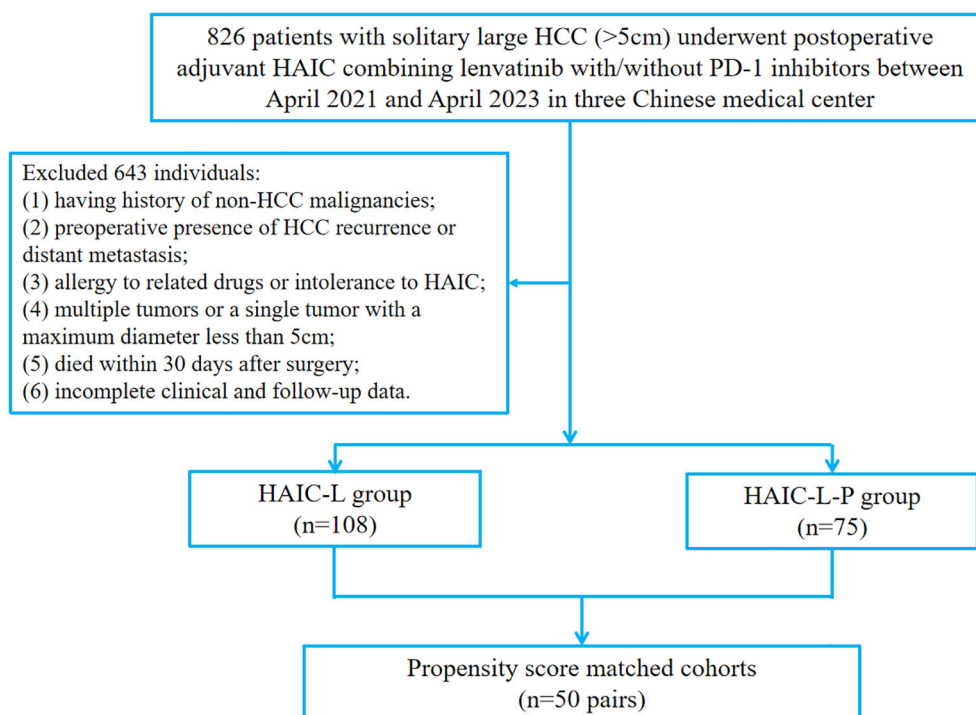 826 patients with solitary large HCC (>5cm) underwent postoperative
adjuvant HAIC combining lenvatinib with/without PD-1 inhibitors between
April 2021 and April 2023 in three Chinese medical center
Excluded 643 individuals:
(1) having history of non-HCC malignancies;
(2) preoperative presence of HCC recurrence or
distant metastasis;
(3) allergy to related drugs or intolerance to HAIC;
(4) multiple tumors or a single tumor with a
maximum diameter less than 5cm;
(5) died within 30 days after surgery;
(6) incomplete clinical and follow-up data.
HAIC-L group
(n=108)
HAIC-L-P group
(n=75)
Propensity score matched cohorts
(n=50 pairs)